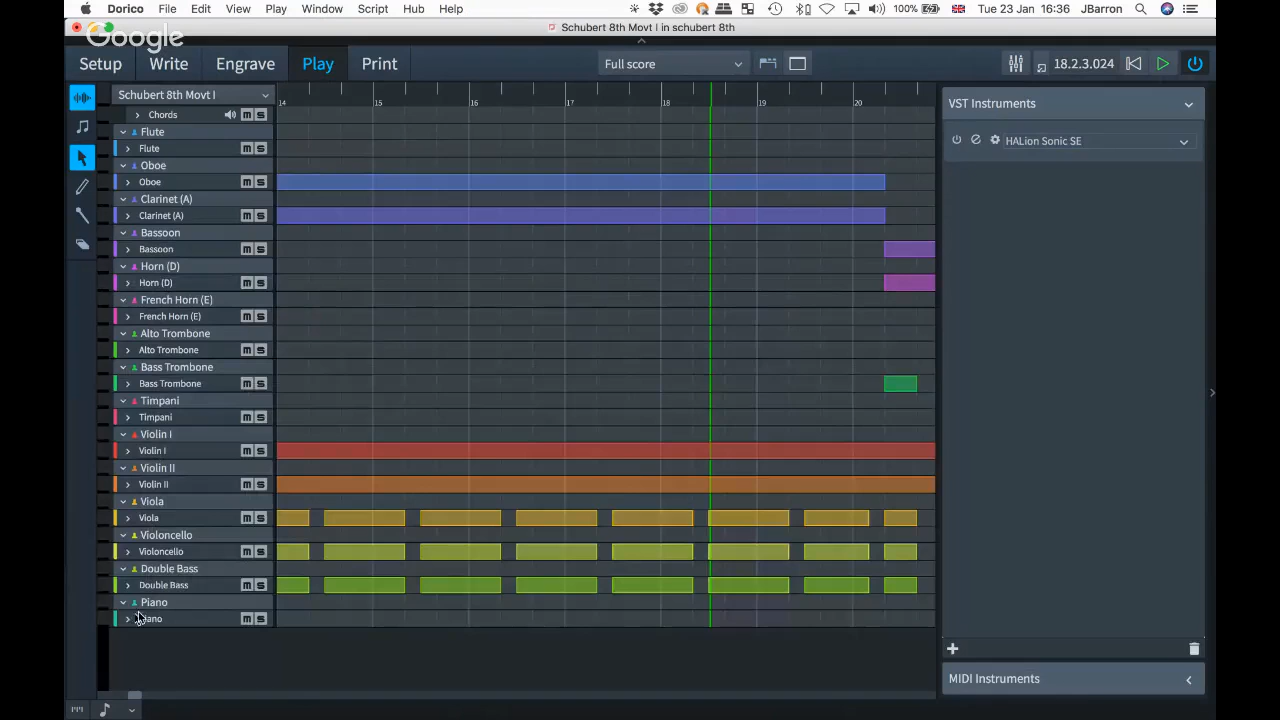 Dorico File Edit View Play Window Script Hub Help 100% Tue 23 Jan 16:36 JBarron
Schubert 8th Movt I in schubert 8th
Google
Setup Write Engrave Play Print Full score 18.2.3.024
Schubert 8th Movt I
14 15 16 17 18 19 20
VST Instruments
HALion Sonic SE
Chords
Flute
Flute m s
Oboe
Oboe m s
Clarinet (A)
Clarinet (A) m s
Bassoon
Bassoon m s
Horn (D)
Horn (D) m s
French Horn (E)
French Horn (E) m s
Alto Trombone
Alto Trombone m s
Bass Trombone
Bass Trombone m s
Timpani
Timpani m s
Violin I
Violin I m s
Violin II
Violin II m s
Viola
Viola m s
Violoncello
Violoncello m s
Double Bass
Double Bass m s
Piano
Piano m s
MIDI Instruments